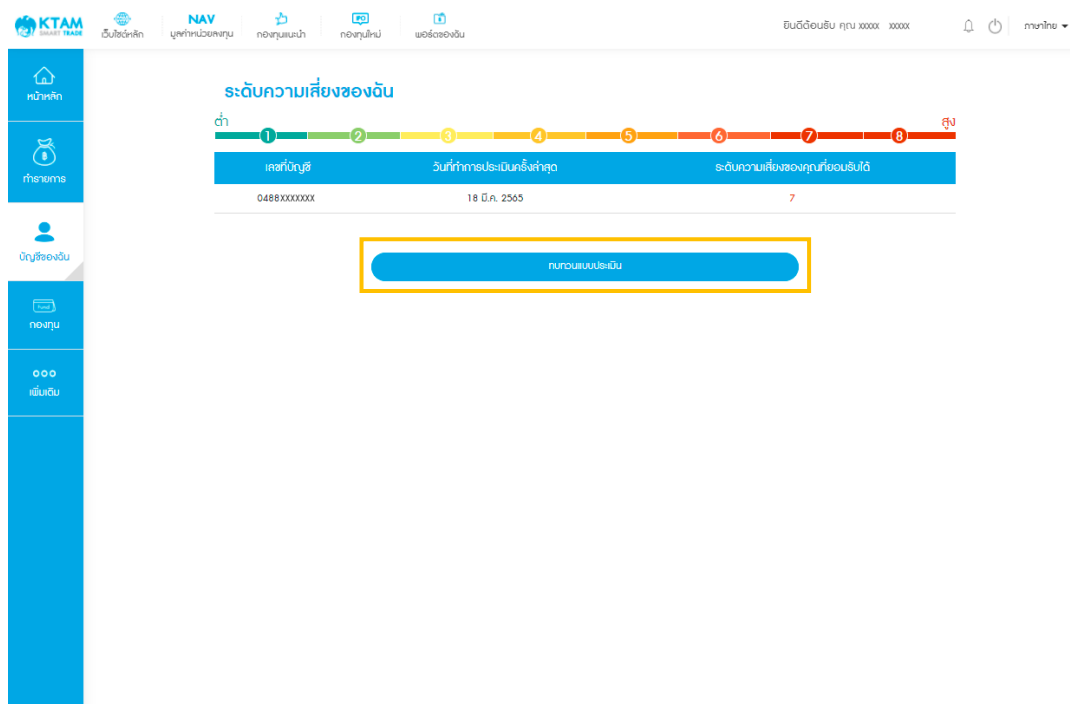 KTAM
SMART TRADE
เว็บไซต์หลัก
NAV
มูลค่าหน่วยลงทุน
กองทุนแนะนำ
IPO
กองทุนใหม่
พอร์ตของฉัน
ยินดีต้อนรับ คุณ xxxxx xxxxx
ภาษาไทย
หน้าหลัก
ทำรายการ
บัญชีของฉัน
Fund
กองทุน
เพิ่มเติม
ระดับความเสี่ยงของฉัน
ต่ำ สูง
1 2 3 4 5 6 7 8
เลขที่บัญชี วันที่ทำการประเมินครั้งล่าสุด ระดับความเสี่ยงของคุณที่ยอมรับได้
0488XXXXXXX 18 มี.ค. 2565 7
ทบทวนแบบประเมิน